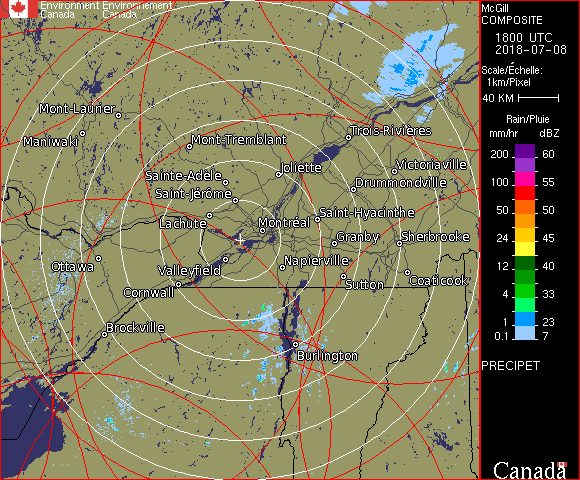 Environment Environnement
Canada Canada
McGill
COMPOSITE
1800 UTC
2018-07-08
Scale/Échelle:
1km/Pixel
40 KM
Rain/Pluie
mm/hr dBZ
200 60
150 57
100 55
50 50
24 45
12 40
4 33
1 23
0.1 7
PRECIPET
Mont-Laurier
Maniwaki
Mont-Tremblant
Trois-Rivières
Joliette
Victoriaville
Sainte-Adèle
Saint-Jérôme
Drummondville
Lachute
Saint-Hyacinthe
Montréal
Granby
Sherbrooke
Ottawa
Valleyfield
Napierville
Cornwall
Sutton
Coaticook
Brockville
Burlington
Canada